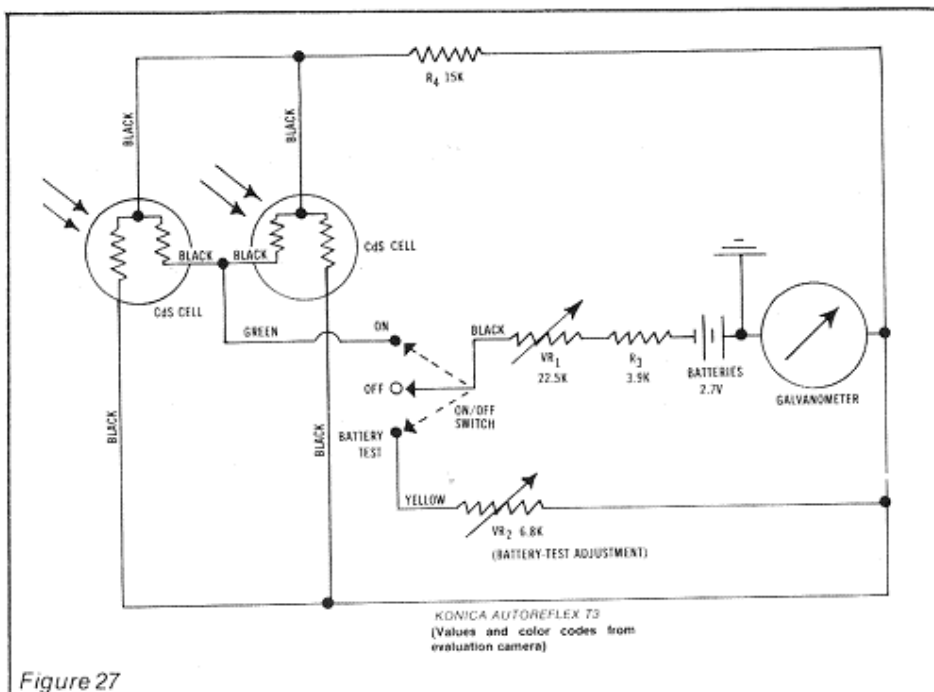 R4 15K
BLACK
BLACK
CdS CELL
BLACK
BLACK
CdS CELL
GREEN
ON
BLACK
VR1
22.5K
R3
3.9K
BATTERIES
2.7V
GALVANOMETER
OFF
ON/OFF
SWITCH
BLACK
BLACK
BATTERY
TEST
YELLOW
VR2 6.8K
(BATTERY-TEST ADJUSTMENT)
KONICA AUTOREFLEX T3
(Values and color codes from
evaluation camera)
Figure 27